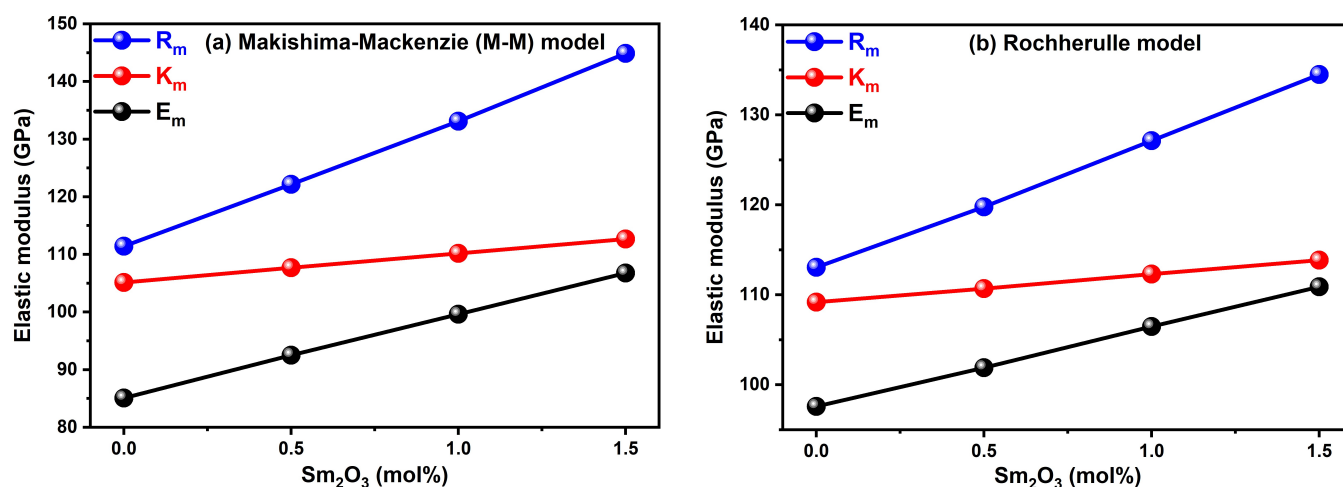 (a) Makishima-Mackenzie (M-M) model
Rₘ
Kₘ
Eₘ
Elastic modulus (GPa)
150
140
130
120
110
100
90
80
0.0 0.5 1.0 1.5
Sm₂O₃ (mol%)
(b) Rochherulle model
Rₘ
Kₘ
Eₘ
Elastic modulus (GPa)
140
130
120
110
100
0.0 0.5 1.0 1.5
Sm₂O₃ (mol%)